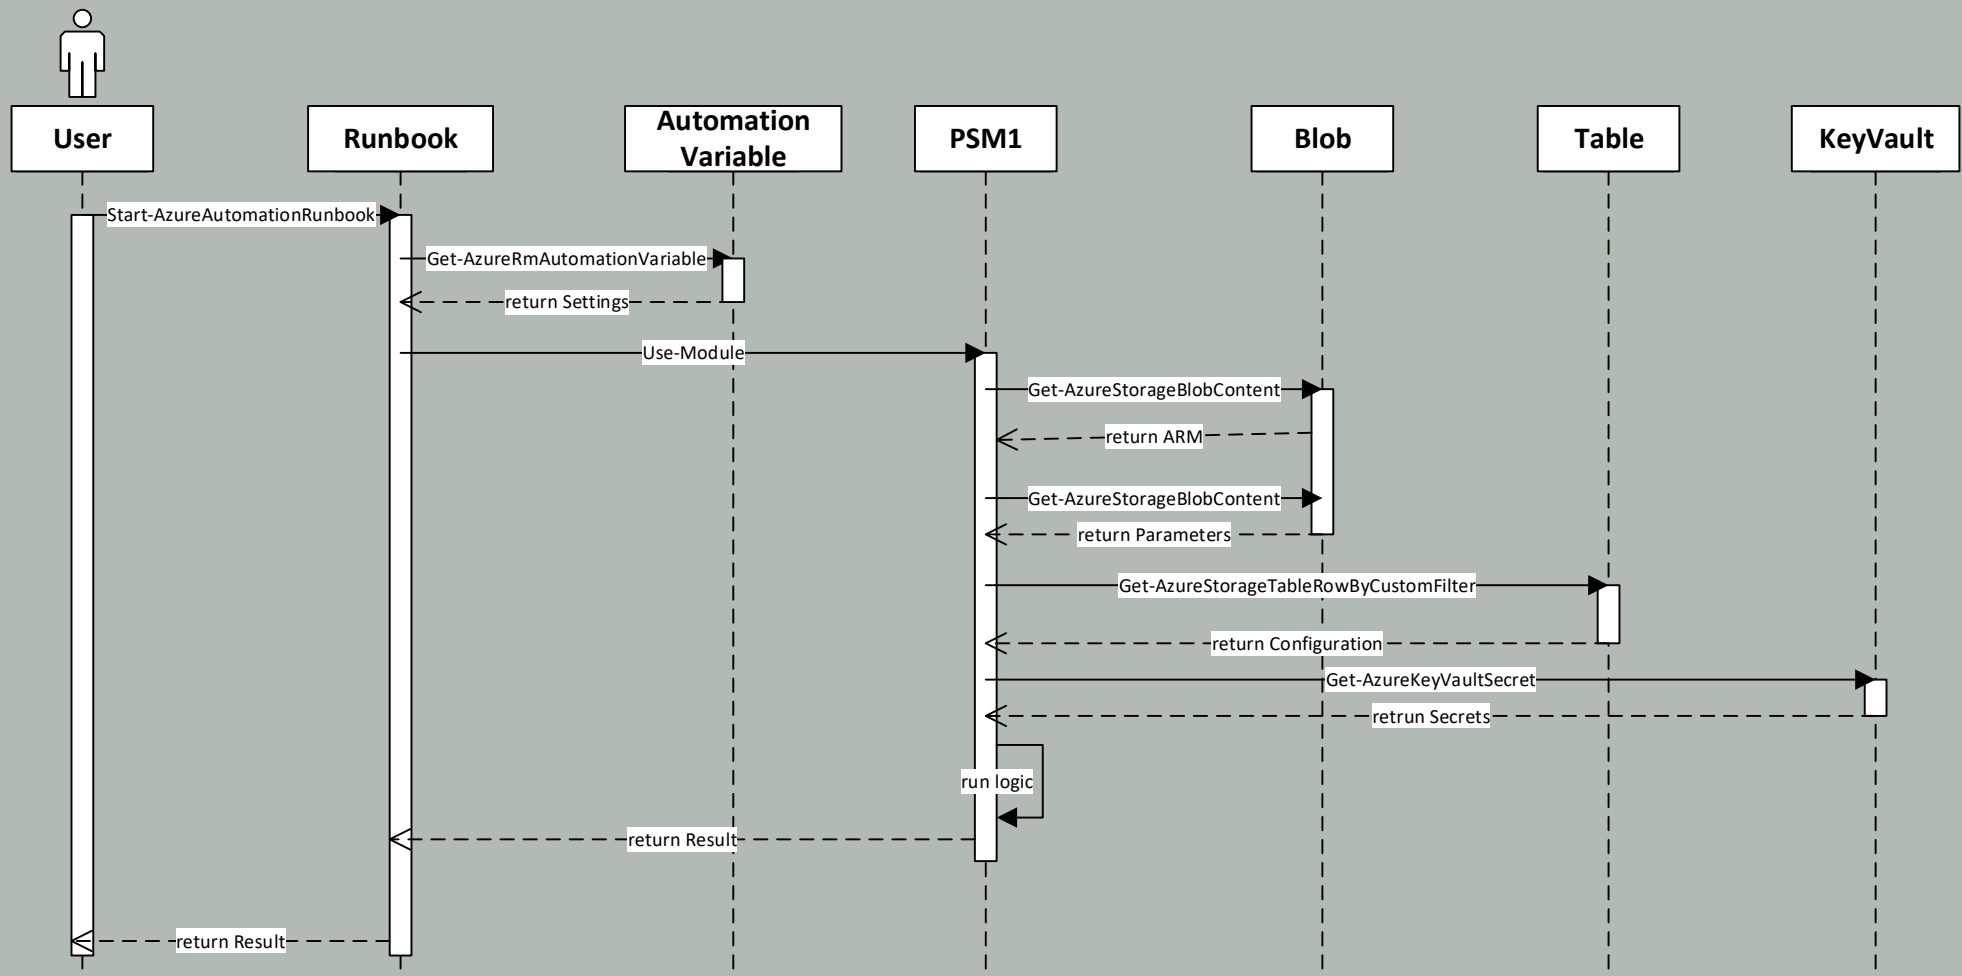 User
Runbook
Automation
Variable
PSM1
Blob
Table
KeyVault
Start-AzureAutomationRunbook
Get-AzureRmAutomationVariable
return Settings
Use-Module
Get-AzureStorageBlobContent
return ARM
Get-AzureStorageBlobContent
return Parameters
Get-AzureStorageTableRowByCustomFilter
return Configuration
Get-AzureKeyVaultSecret
retrun Secrets
run logic
return Result
return Result